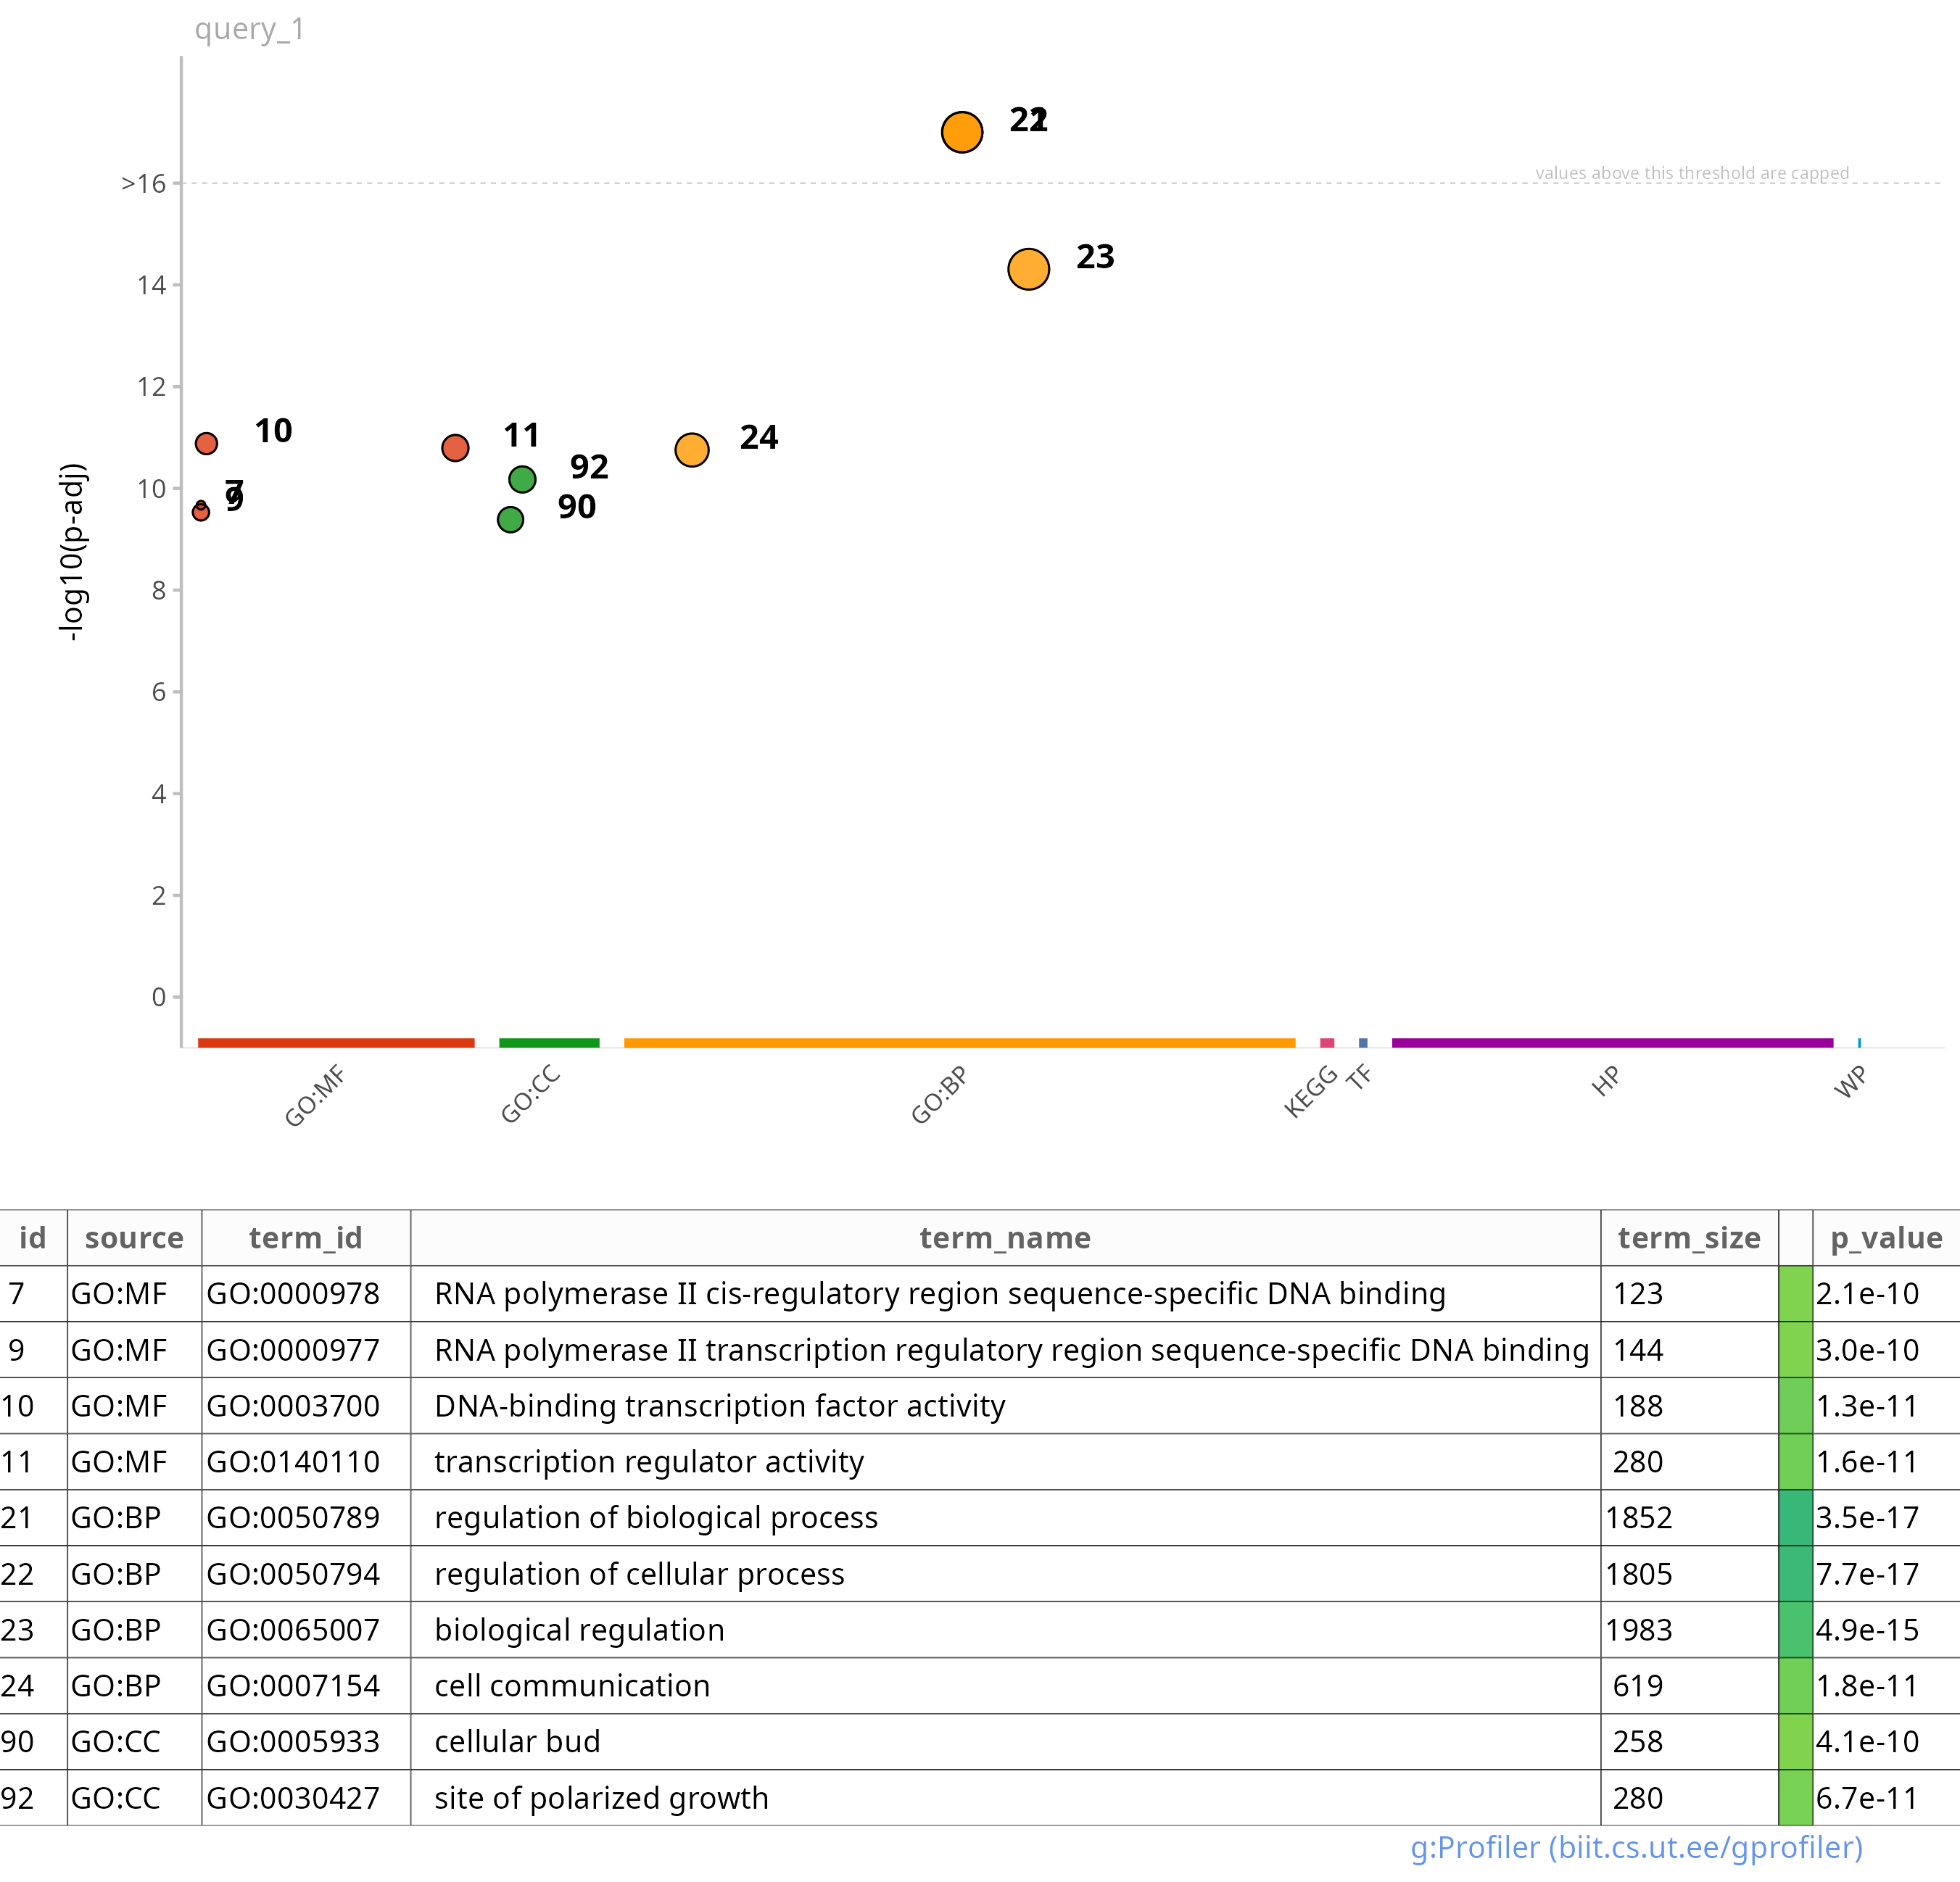 query_1
22
21
>16
values above this threshold are capped
23
14
12
10
11
24
92
10
7
9
90
-log10(p-adj)
8
6
4
2
0
GO:MF
GO:CC
GO:BP
KEGG
TF
HP
WP
id source term_id term_name term_size p_value
7 GO:MF GO:0000978 RNA polymerase II cis-regulatory region sequence-specific DNA binding 123 2.1e-10
9 GO:MF GO:0000977 RNA polymerase II transcription regulatory region sequence-specific DNA binding 144 3.0e-10
10 GO:MF GO:0003700 DNA-binding transcription factor activity 188 1.3e-11
11 GO:MF GO:0140110 transcription regulator activity 280 1.6e-11
21 GO:BP GO:0050789 regulation of biological process 1852 3.5e-17
22 GO:BP GO:0050794 regulation of cellular process 1805 7.7e-17
23 GO:BP GO:0065007 biological regulation 1983 4.9e-15
24 GO:BP GO:0007154 cell communication 619 1.8e-11
90 GO:CC GO:0005933 cellular bud 258 4.1e-10
92 GO:CC GO:0030427 site of polarized growth 280 6.7e-11
g:Profiler (biit.cs.ut.ee/gprofiler)